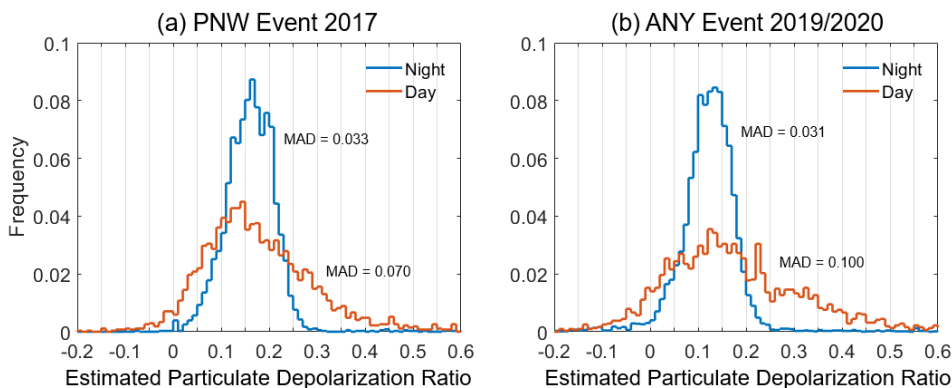 (a) PNW Event 2017
0.1
0.08
0.06
0.04
0.02
0
Frequency
Night
Day
MAD = 0.033
MAD = 0.070
-0.2 -0.1 0 0.1 0.2 0.3 0.4 0.5 0.6
Estimated Particulate Depolarization Ratio
(b) ANY Event 2019/2020
0.1
0.08
0.06
0.04
0.02
0
Night
Day
MAD = 0.031
MAD = 0.100
-0.2 -0.1 0 0.1 0.2 0.3 0.4 0.5 0.6
Estimated Particulate Depolarization Ratio